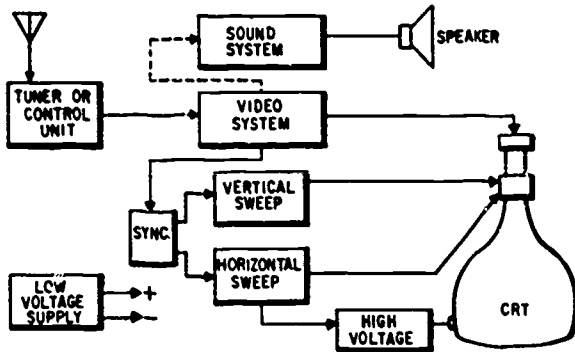 SOUND
SYSTEM
SPEAKER
TUNER OR
CONTROL
UNIT
VIDEO
SYSTEM
VERTICAL
SWEEP
SYNC.
HORIZONTAL
SWEEP
LOW
VOLTAGE
SUPPLY
+
–
HIGH
VOLTAGE
CRT